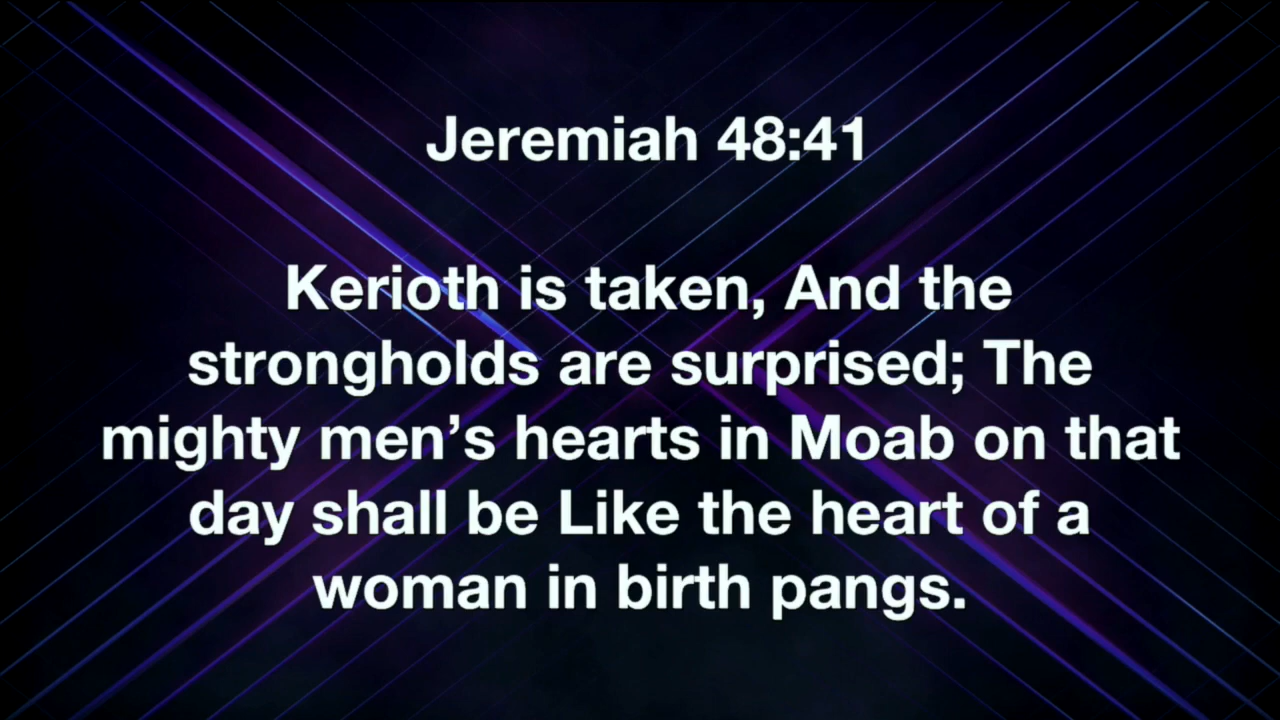 Jeremiah 48:41
Kerioth is taken, And the
strongholds are surprised; The
mighty men’s hearts in Moab on that
day shall be Like the heart of a
woman in birth pangs.